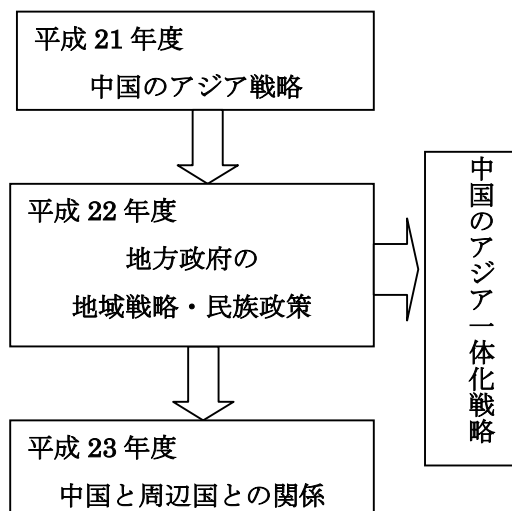 平成 21 年度
中国のアジア戦略
平成 22 年度
地方政府の
地域戦略・民族政策
中国のアジア一体化戦略
平成 23 年度
中国と周辺国との関係